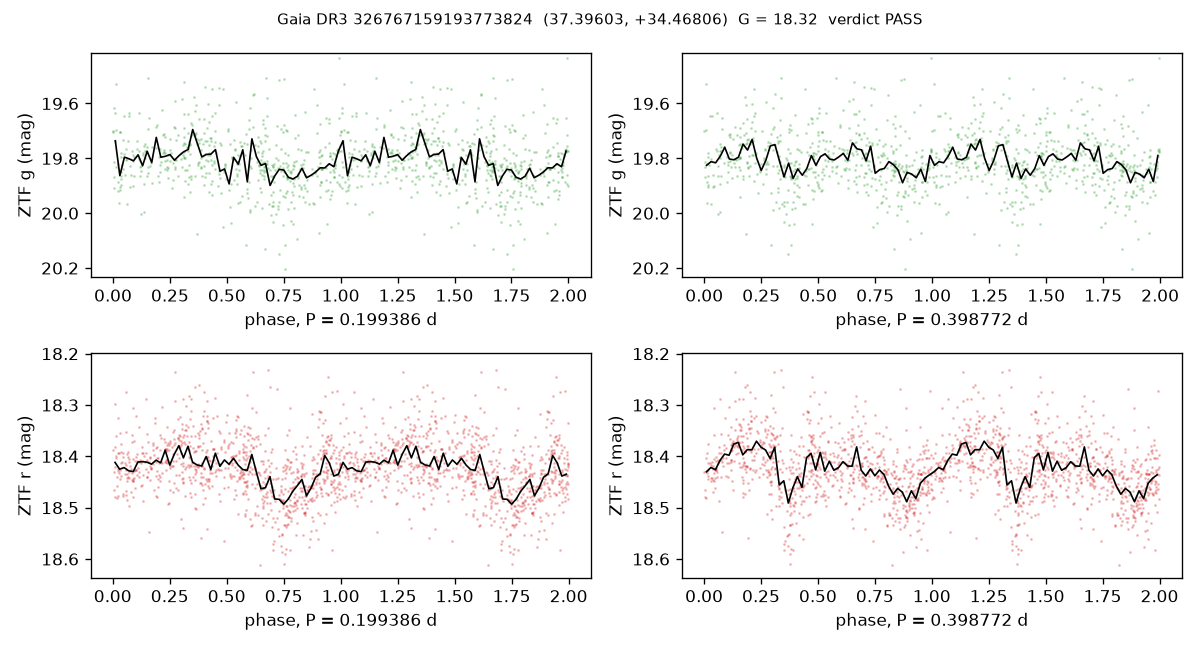 Gaia DR3 326767159193773824 (37.39603, +34.46806) G = 18.32 verdict PASS
ZTF g (mag)
19.6
19.8
20.0
20.2
0.00 0.25 0.50 0.75 1.00 1.25 1.50 1.75 2.00
phase, P = 0.199386 d
ZTF g (mag)
19.6
19.8
20.0
20.2
0.00 0.25 0.50 0.75 1.00 1.25 1.50 1.75 2.00
phase, P = 0.398772 d
ZTF r (mag)
18.2
18.3
18.4
18.5
18.6
0.00 0.25 0.50 0.75 1.00 1.25 1.50 1.75 2.00
phase, P = 0.199386 d
ZTF r (mag)
18.2
18.3
18.4
18.5
18.6
0.00 0.25 0.50 0.75 1.00 1.25 1.50 1.75 2.00
phase, P = 0.398772 d